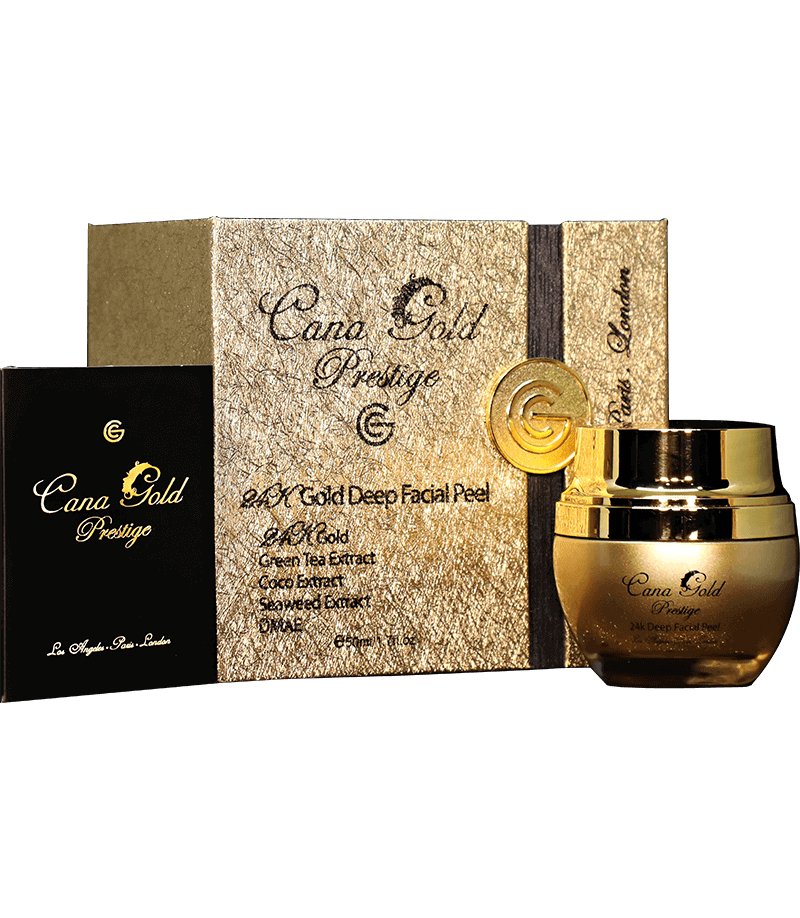 Cana Gold
Prestige
24K Gold Deep Facial Peel
24K Gold
Green Tea Extract
Coco Extract
Seaweed Extract
DMAE
Paris . London
Cana Gold
Prestige
Los Angeles . Paris . London
Cana Gold
Prestige
24k Deep Facial Peel